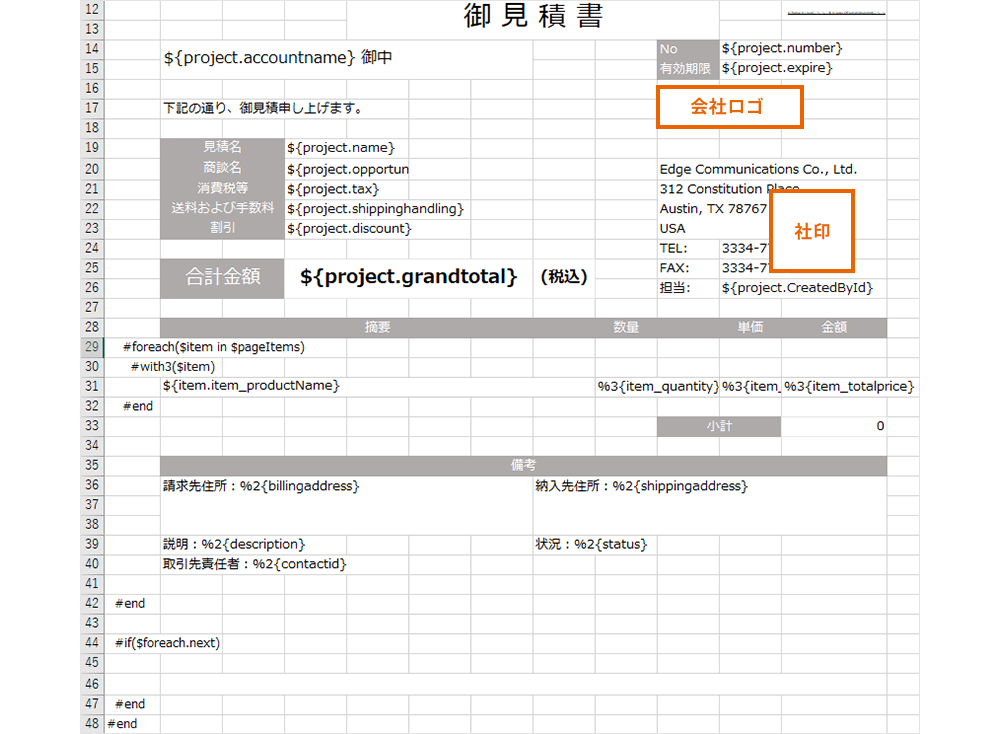 12
御見積書
13
14 ${project.accountname} 御中 No ${project.number}
15 有効期限 ${project.expire}
16
会社ロゴ
17 下記の通り、御見積申し上げます。
18
19 見積名 ${project.name}
20 商談名 ${project.opportun Edge Communications Co., Ltd.
21 消費税等 ${project.tax} 312 Constitution Place
22 送料および手数料 ${project.shippinghandling} Austin, TX 78767
社印
23 割引 ${project.discount} USA
24 TEL: 3334-7
25 合計金額 ${project.grandtotal} (税込) FAX: 3334-7
26 担当: ${project.CreatedById}
27
28 摘要 数量 単価 金額
29 #foreach($item in $pageItems)
30 #with3($item)
31 ${item.item_productName} %3{item_quantity} %3{item_ %3{item_totalprice}
32 #end
33 小計 0
34
35 備考
36 請求先住所：%2{billingaddress} 納入先住所：%2{shippingaddress}
37
38
39 説明：%2{description} 状況：%2{status}
40 取引先責任者：%2{contactid}
41
42 #end
43
44 #if($foreach.next)
45
46
47 #end
48 #end